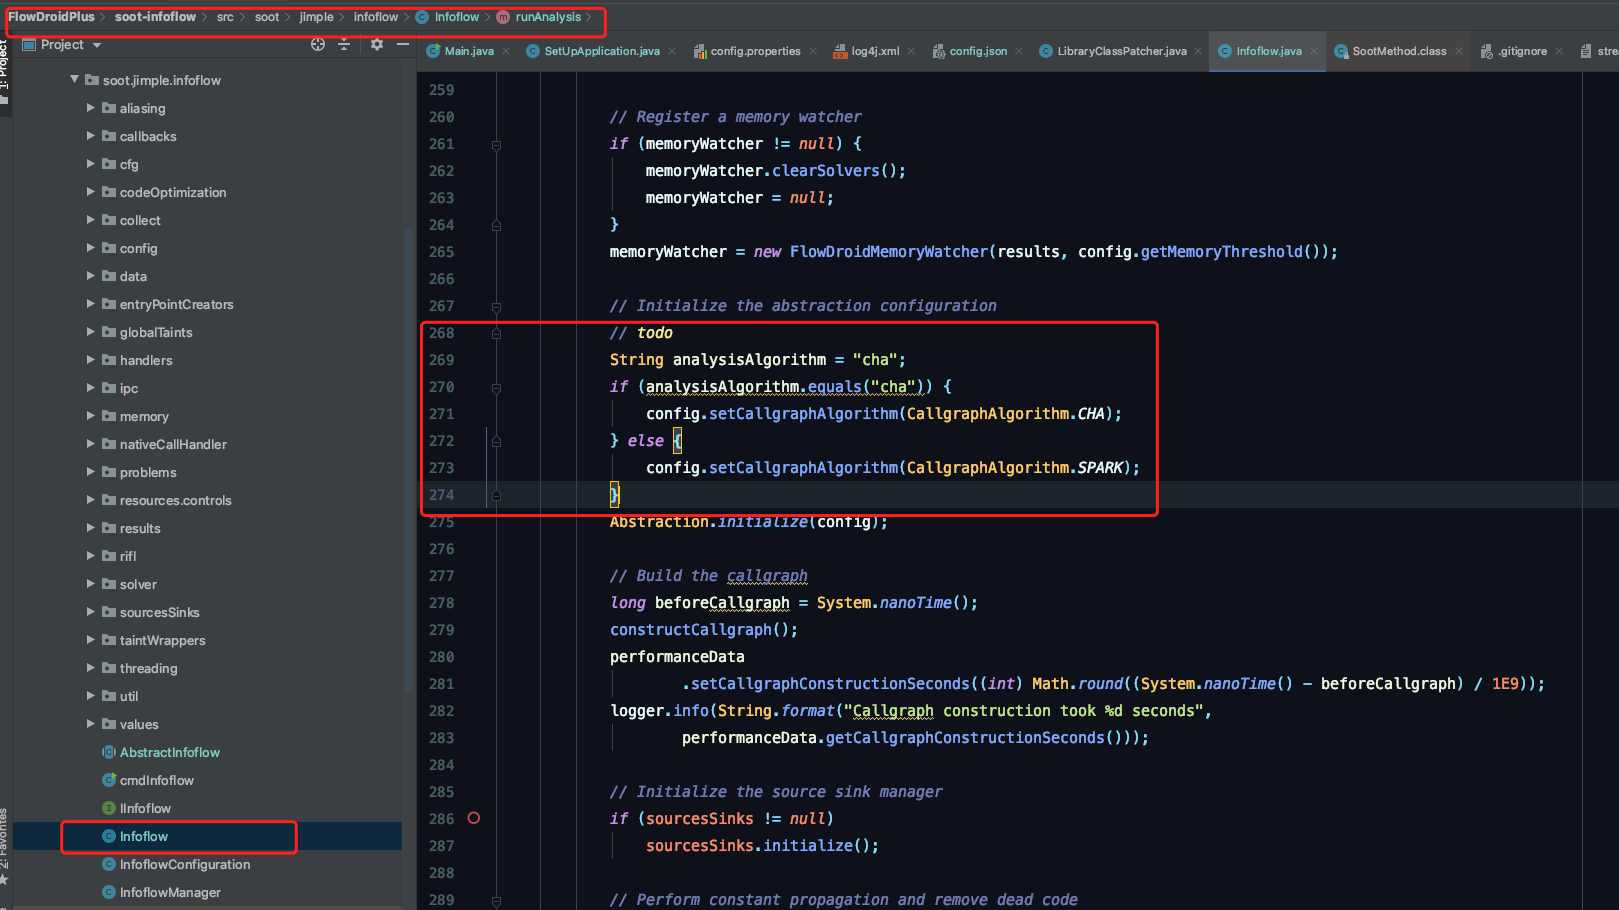 FlowDroidPlus › soot-infoflow › src › soot › jimple › infoflow › Infoflow › runAnalysis ›
Project
Main.java SetUpApplication.java config.properties log4j.xml config.json LibraryClassPatcher.java Infoflow.java SootMethod.class .gitignore
1: Project
soot.jimple.infoflow
aliasing
callbacks
cfg
codeOptimization
collect
config
data
entryPointCreators
globalTaints
handlers
ipc
memory
nativeCallHandler
problems
resources.controls
results
rifl
solver
sourcesSinks
taintWrappers
threading
util
values
AbstractInfoflow
cmdInfoflow
IInfoflow
Infoflow
InfoflowConfiguration
InfoflowManager
2: Favorites
259
260 // Register a memory watcher
261 if (memoryWatcher != null) {
262 memoryWatcher.clearSolvers();
263 memoryWatcher = null;
264 }
265 memoryWatcher = new FlowDroidMemoryWatcher(results, config.getMemoryThreshold());
266
267 // Initialize the abstraction configuration
268 // todo
269 String analysisAlgorithm = "cha";
270 if (analysisAlgorithm.equals("cha")) {
271 config.setCallgraphAlgorithm(CallgraphAlgorithm.CHA);
272 } else {
273 config.setCallgraphAlgorithm(CallgraphAlgorithm.SPARK);
274 }
275 Abstraction.initialize(config);
276
277 // Build the callgraph
278 long beforeCallgraph = System.nanoTime();
279 constructCallgraph();
280 performanceData
281 .setCallgraphConstructionSeconds((int) Math.round((System.nanoTime() - beforeCallgraph) / 1E9));
282 logger.info(String.format("Callgraph construction took %d seconds",
283 performanceData.getCallgraphConstructionSeconds()));
284
285 // Initialize the source sink manager
286 if (sourcesSinks != null)
287 sourcesSinks.initialize();
288
289 // Perform constant propagation and remove dead code